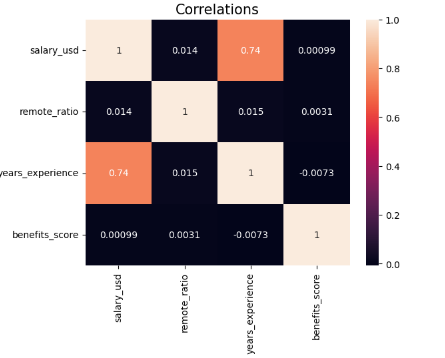 Correlations
salary_usd 1 0.014 0.74 0.00099
remote_ratio 0.014 1 0.015 0.0031
years_experience 0.74 0.015 1 -0.0073
benefits_score 0.00099 0.0031 -0.0073 1
salary_usd remote_ratio years_experience benefits_score
1.0
0.8
0.6
0.4
0.2
0.0